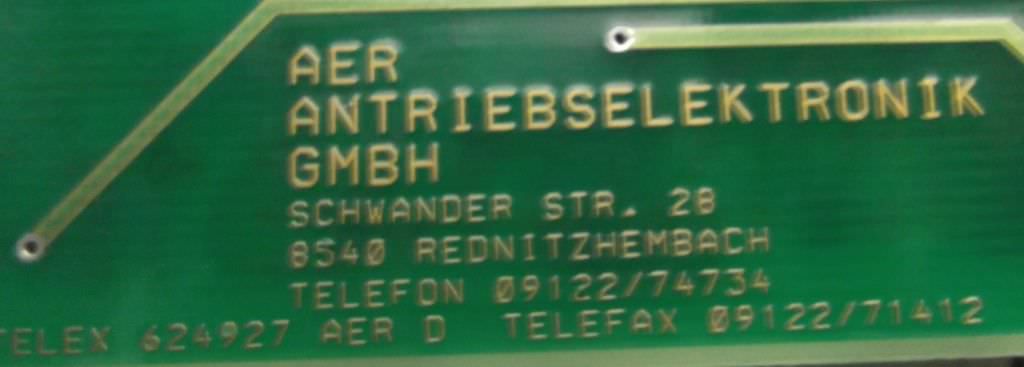 AER
ANTRIEBSELEKTRONIK
GMBH
SCHWANDER STR. 28
8540 REDNITZHEMBACH
TELEFON 09122/74734
TELEX 624927 AER D TELEFAX 09122/71412